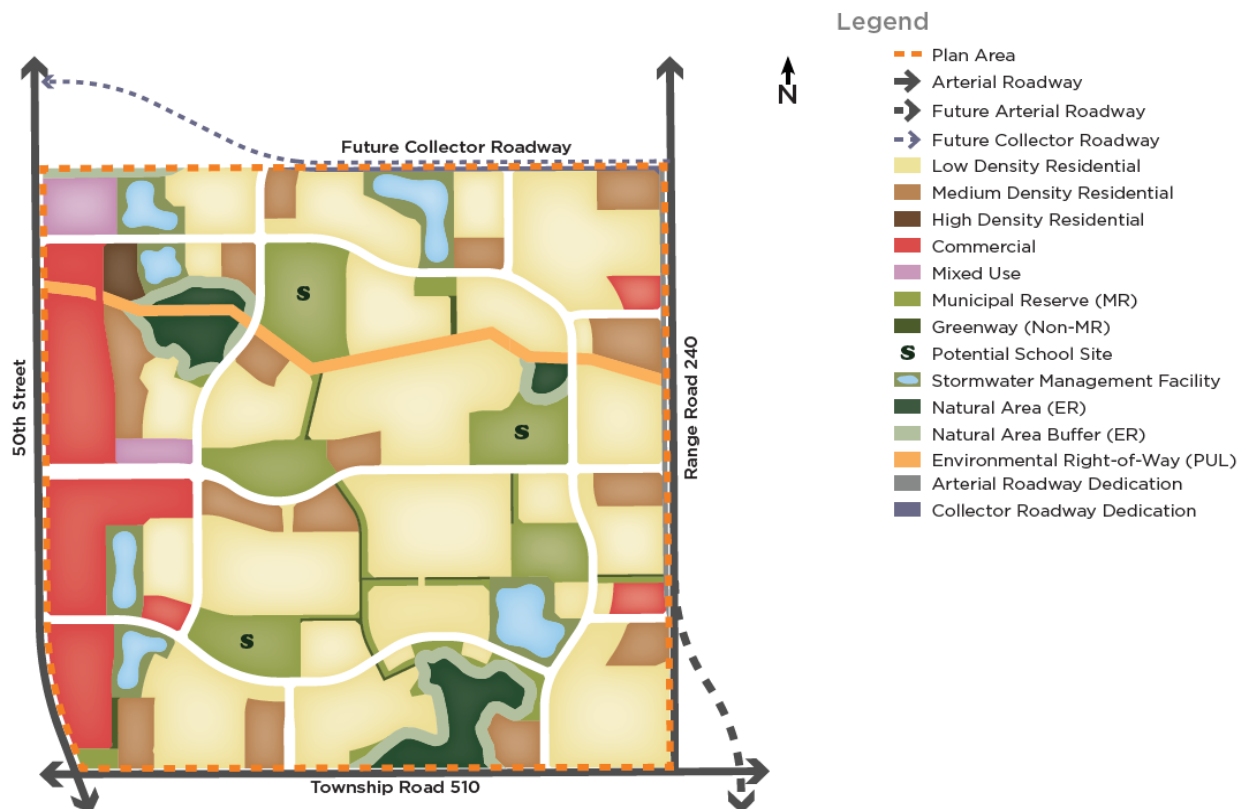 Legend
Plan Area
Arterial Roadway
Future Arterial Roadway
Future Collector Roadway
Low Density Residential
Medium Density Residential
High Density Residential
Commercial
Mixed Use
Municipal Reserve (MR)
Greenway (Non-MR)
S Potential School Site
Stormwater Management Facility
Natural Area (ER)
Natural Area Buffer (ER)
Environmental Right-of-Way (PUL)
Arterial Roadway Dedication
Collector Roadway Dedication
N
Future Collector Roadway
50th Street
Range Road 240
S
S
S
Township Road 510